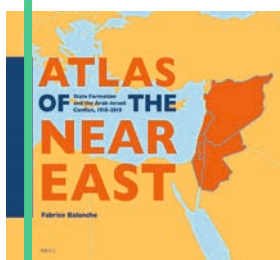 ATLAS
OF THE
State Formation
and the Arab-Israeli
Conflict, 1918-2010
NEAR
EAST
Fabrice Balanche